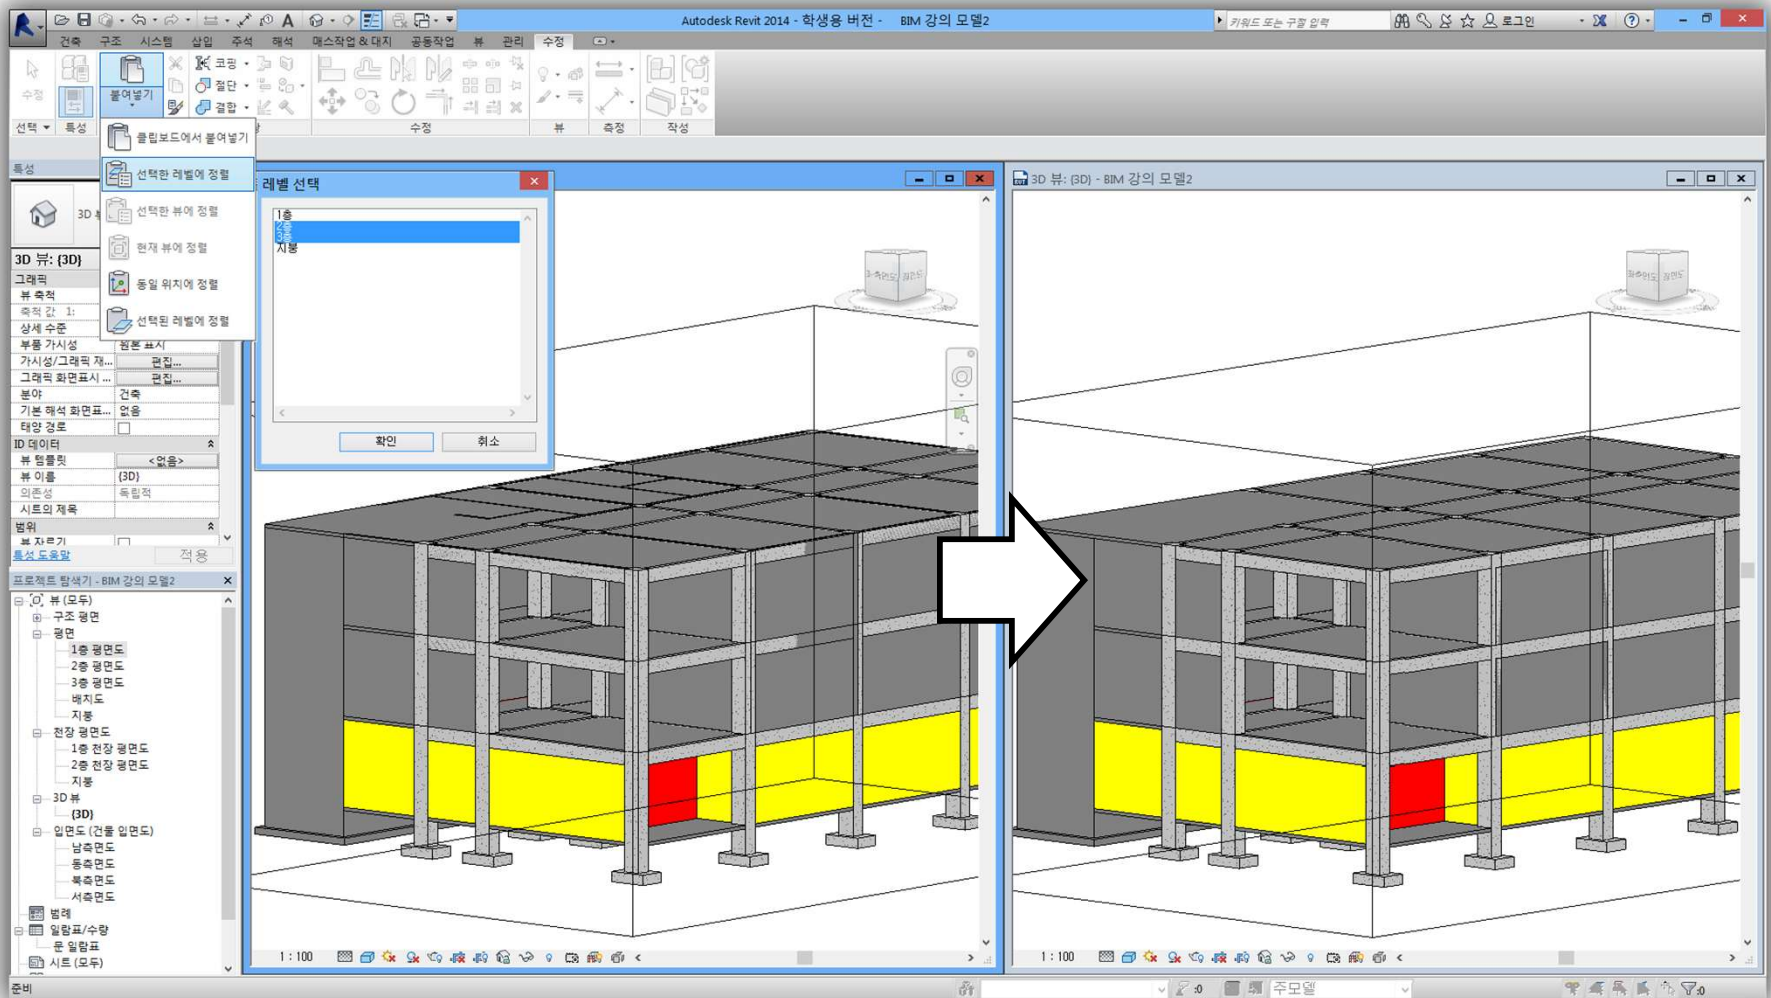 Autodesk Revit 2014 - 학생용 버전 - BIM 강의 모델2
키워드 또는 구절 입력
로그인
건축 구조 시스템 삽입 주석 해석 매스작업 & 대지 공동작업 뷰 관리 수정
수정
붙여넣기
코핑
절단
결합
선택 특성
수정 뷰 측정 작성
클립보드에서 붙여넣기
선택한 레벨에 정렬
선택한 뷰에 정렬
현재 뷰에 정렬
동일 위치에 정렬
선택된 레벨에 정렬
특성
3D 뷰
3D 뷰: {3D}
그래픽
뷰 축척
축척 값 1:
상세 수준
부품 가시성 원본 표시
가시성/그래픽 재... 편집...
그래픽 화면표시 ... 편집...
분야 건축
기본 해석 화면표... 없음
태양 경로
ID 데이터
뷰 템플릿 <없음>
뷰 이름 {3D}
의존성 독립적
시트의 제목
범위
뷰 자르기
특성 도움말 적용
프로젝트 탐색기 - BIM 강의 모델2
뷰 (모두)
구조 평면
평면
1층 평면도
2층 평면도
3층 평면도
배치도
지붕
천장 평면도
1층 천장 평면도
2층 천장 평면도
지붕
3D 뷰
{3D}
입면도 (건물 입면도)
남측면도
동측면도
북측면도
서측면도
범례
일람표/수량
문 일람표
시트 (모두)
레벨 선택
1층
2층
3층
지붕
확인 취소
3D 뷰: {3D} - BIM 강의 모델2
1 : 100
1 : 100
준비
:0
주모델
:0